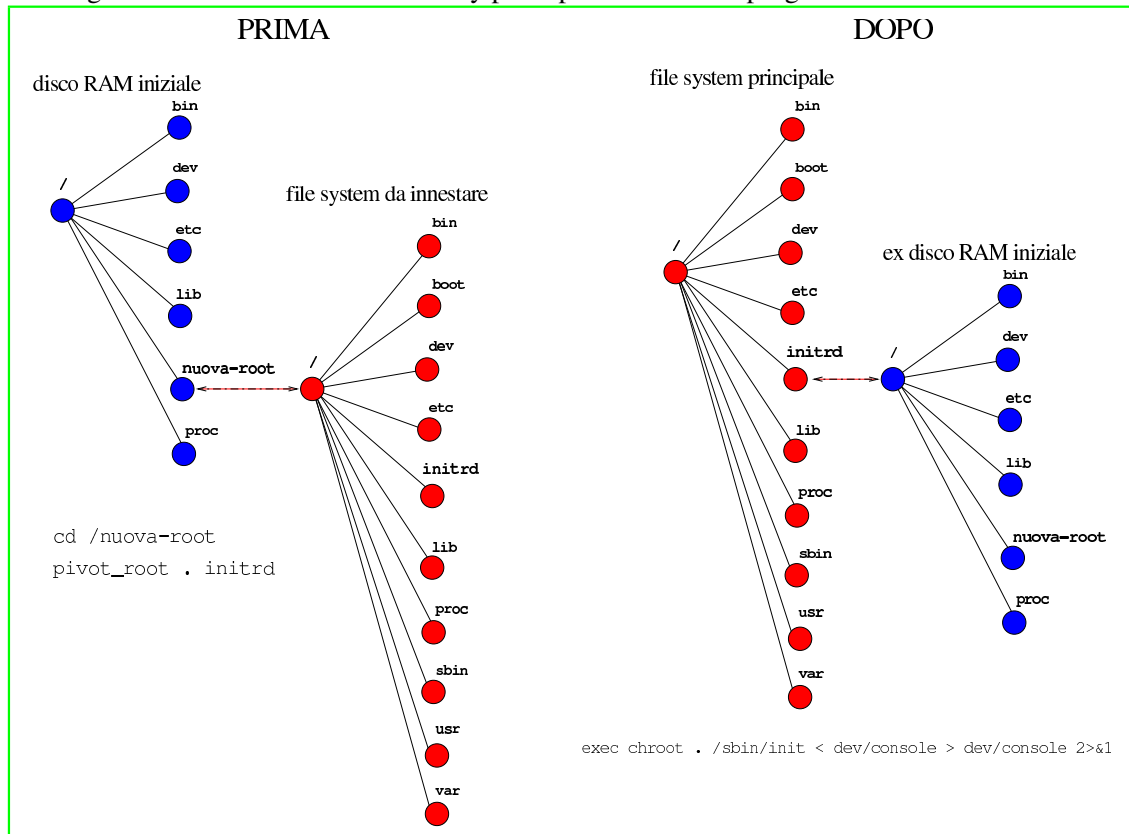 PRIMA
disco RAM iniziale
/
bin
dev
etc
lib
nuova-root
proc
file system da innestare
/
bin
boot
dev
etc
initrd
lib
proc
sbin
usr
var
cd /nuova-root
pivot_root . initrd
DOPO
file system principale
/
bin
boot
dev
etc
initrd
lib
proc
sbin
usr
var
ex disco RAM iniziale
/
bin
dev
etc
lib
nuova-root
proc
exec chroot . /sbin/init < dev/console > dev/console 2>&1